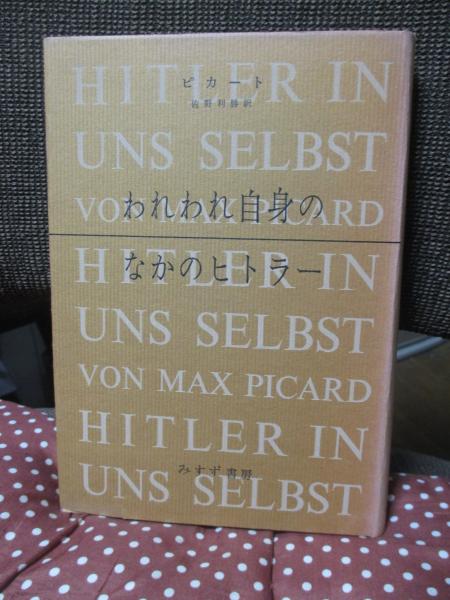 HITLER IN
ピカート
佐野利勝訳
UNS SELBST
VON MAX PICARD
われわれ自身の
なかのヒトラー
HITLER IN
UNS SELBST
VON MAX PICARD
HITLER IN
みすず書房
UNS SELBST